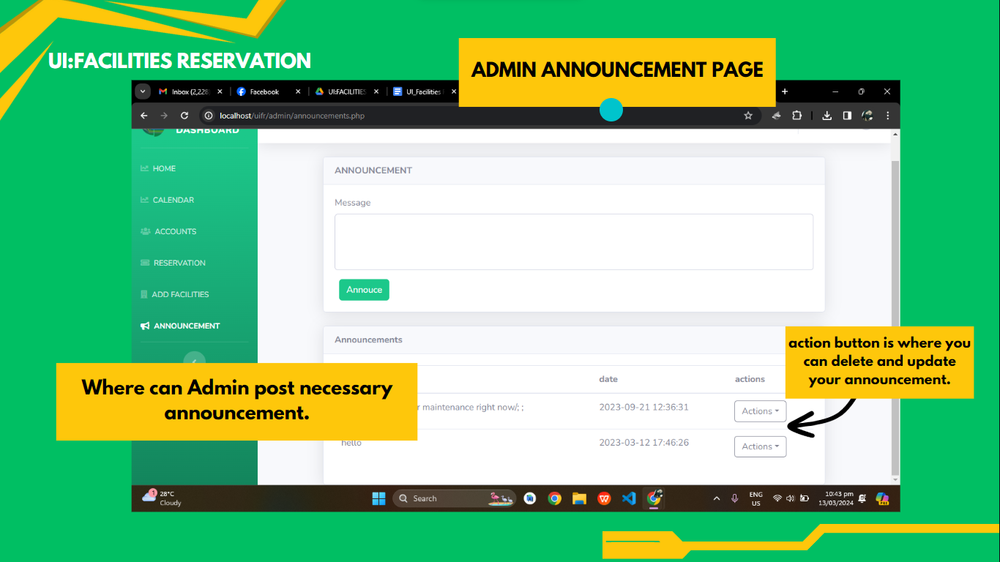 UI:FACILITIES RESERVATION
ADMIN ANNOUNCEMENT PAGE
Inbox (2,228
Facebook
UI:FACILITIES
UI_Facilities
localhost/uifr/admin/announcements.php
DASHBOARD
HOME
CALENDAR
ACCOUNTS
RESERVATION
ADD FACILITIES
ANNOUNCEMENT
ANNOUNCEMENT
Message
Annouce
Announcements
date actions
r maintenance right now/; ; 2023-09-21 12:36:31 Actions
hello 2023-03-12 17:46:26 Actions
Where can Admin post necessary
announcement.
action button is where you
can delete and update
your announcement.
1
28°C
Cloudy
Search
ENG
US
10:43 pm
13/03/2024